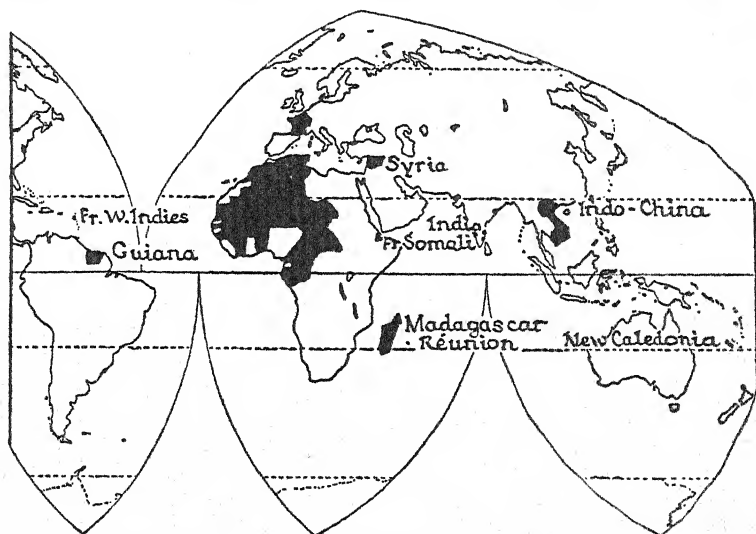 Syria
Fr. W. Indies
Indo-China
India
Fr. Somali
Guiana
Madagascar
Réunion
New Caledonia